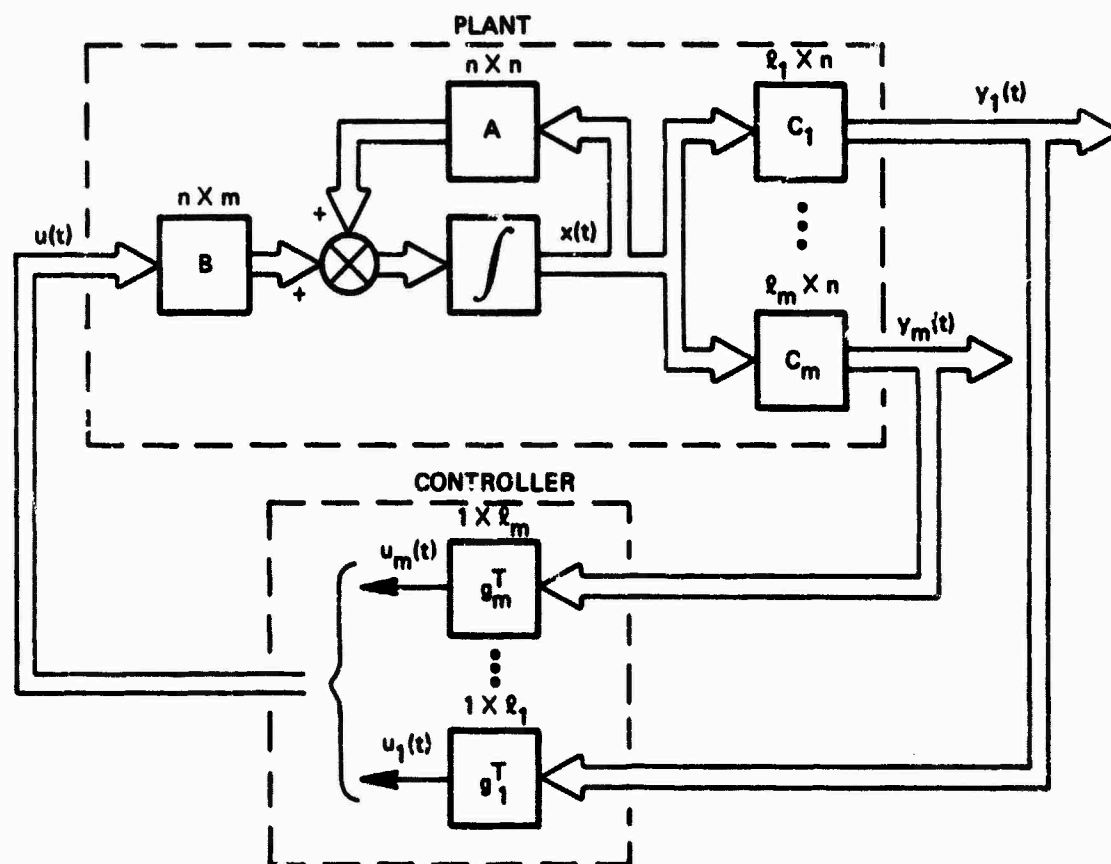 PLANT
n X n
A
ℓ₁ X n
C₁
y₁(t)
n X m
u(t)
B
+
+
∫
x(t)
ℓₘ X n
Cₘ
yₘ(t)
CONTROLLER
1 X ℓₘ
uₘ(t)
gₘᵀ
1 X ℓ₁
u₁(t)
g₁ᵀ